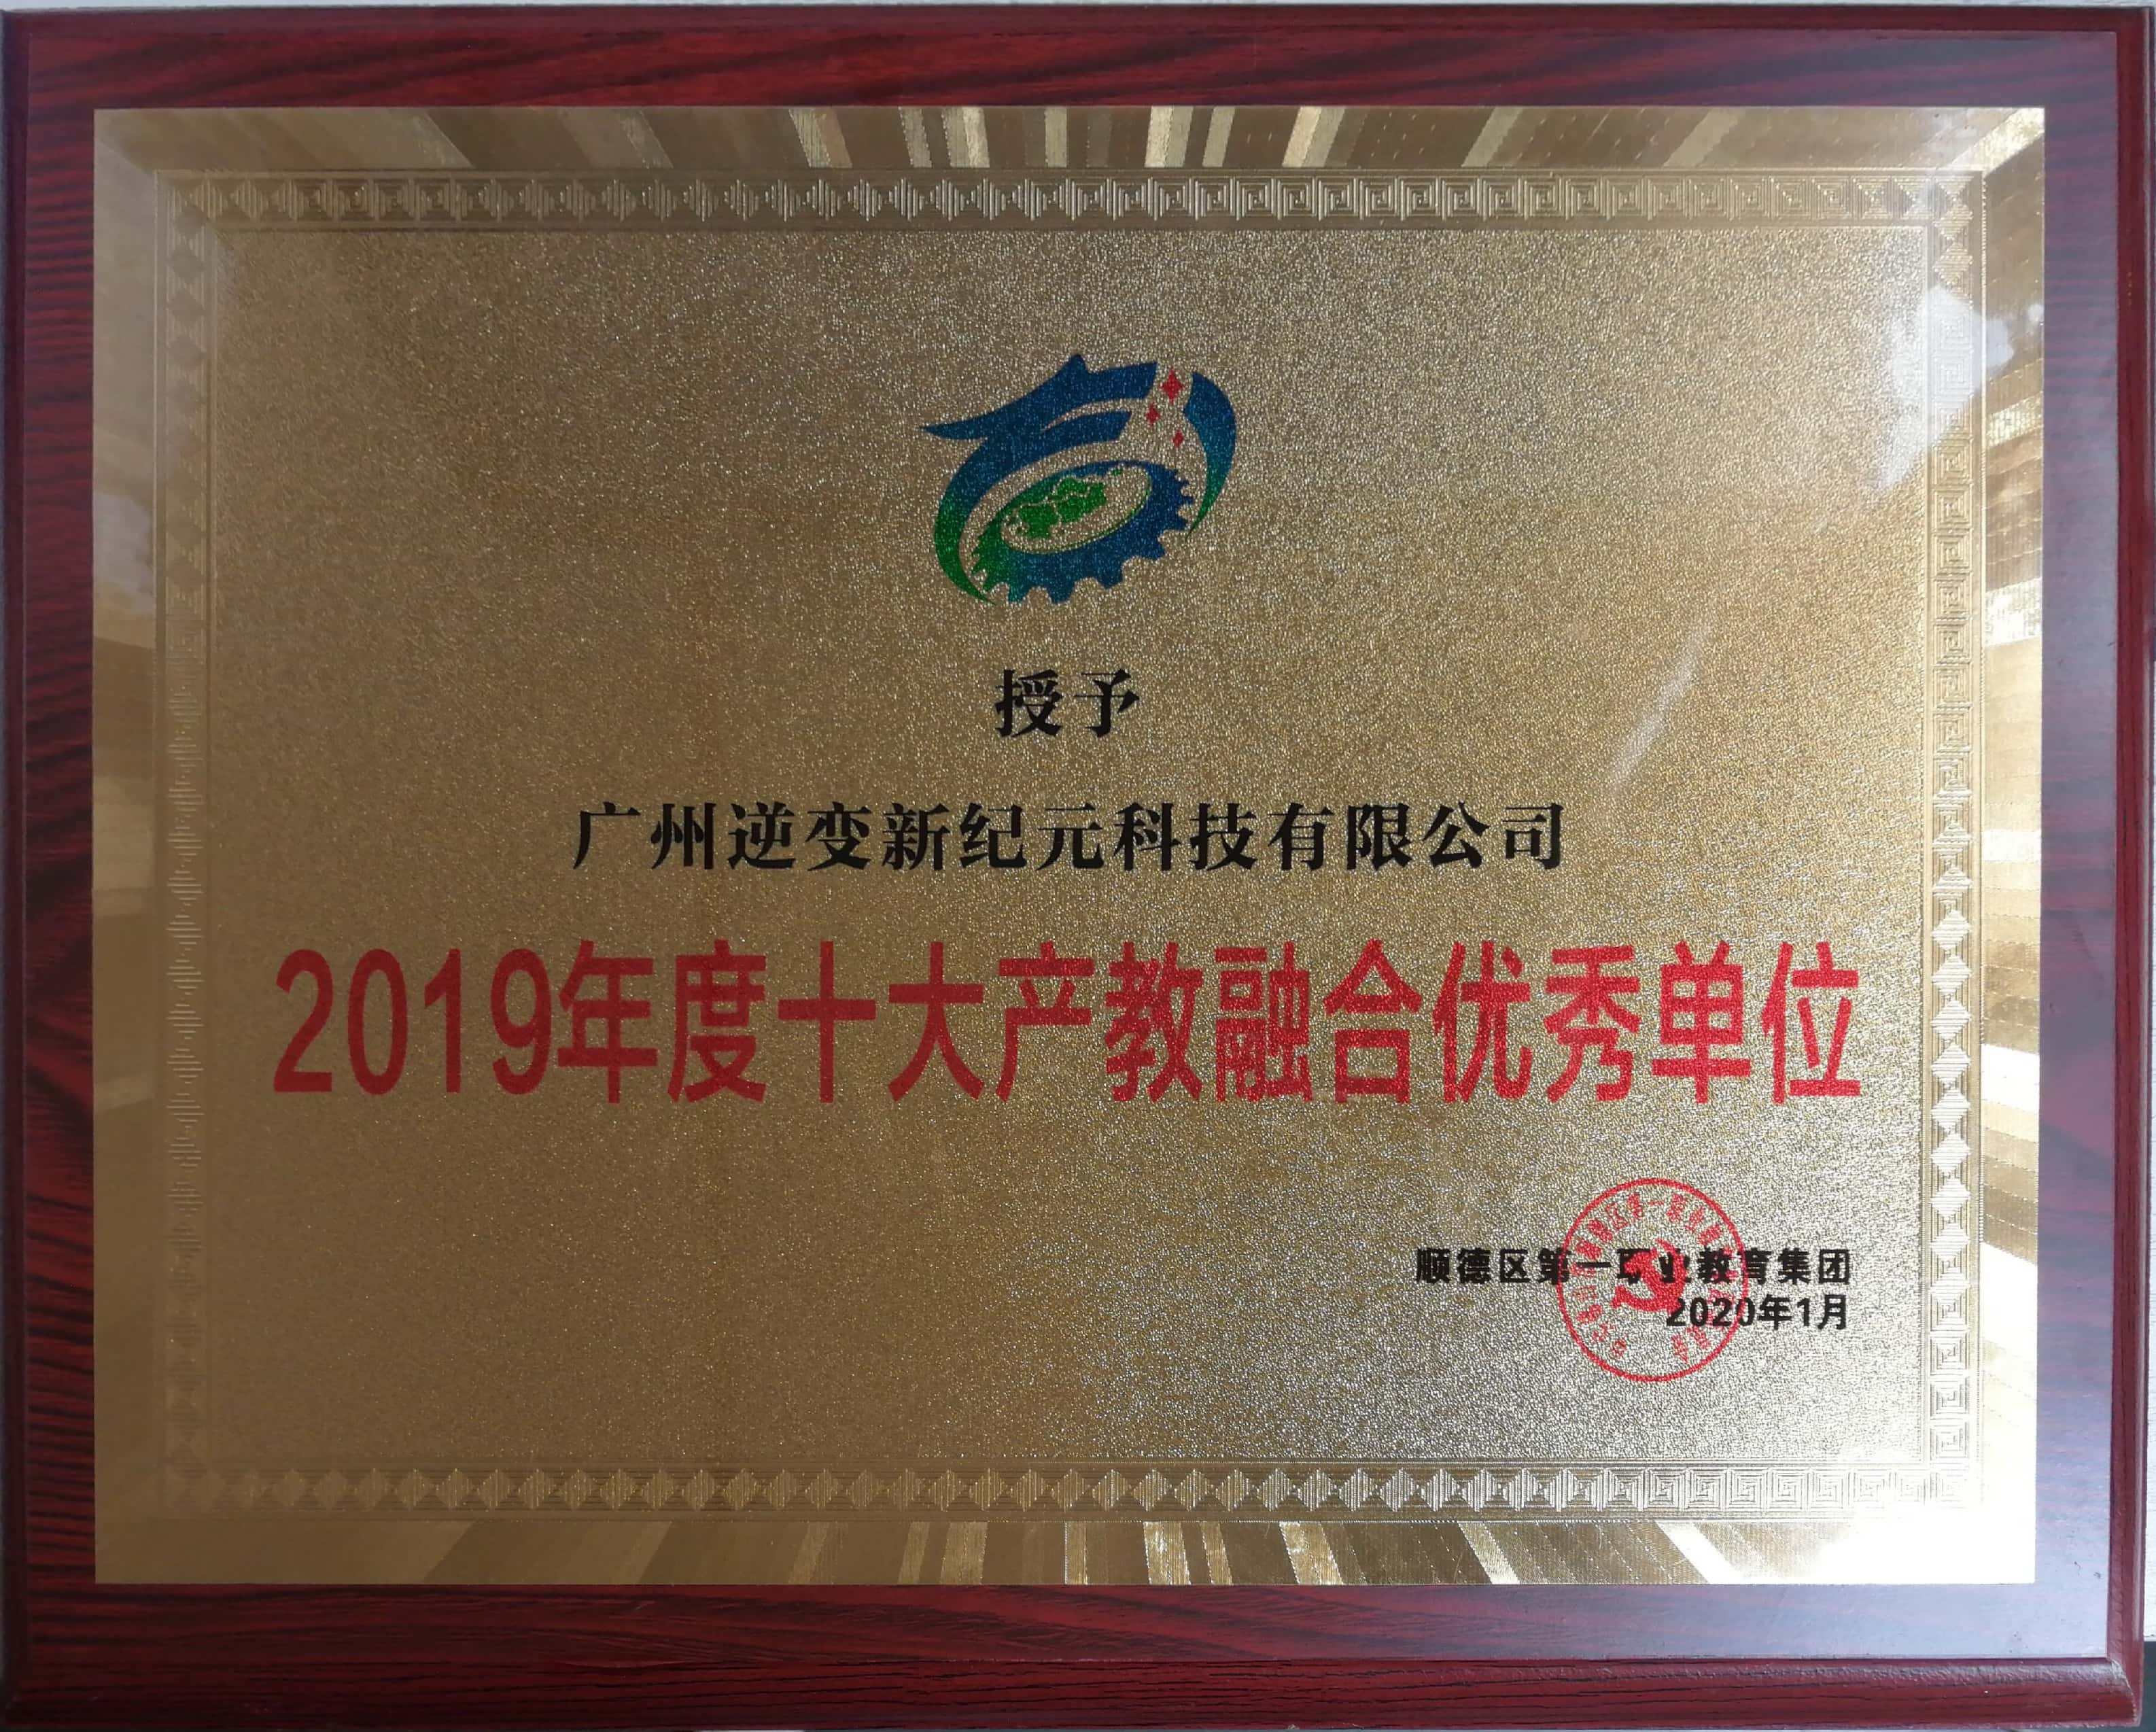 授予
广州逆变新纪元科技有限公司
2019年度十大产教融合优秀单位
顺德区第一职业教育集团
2020年1月